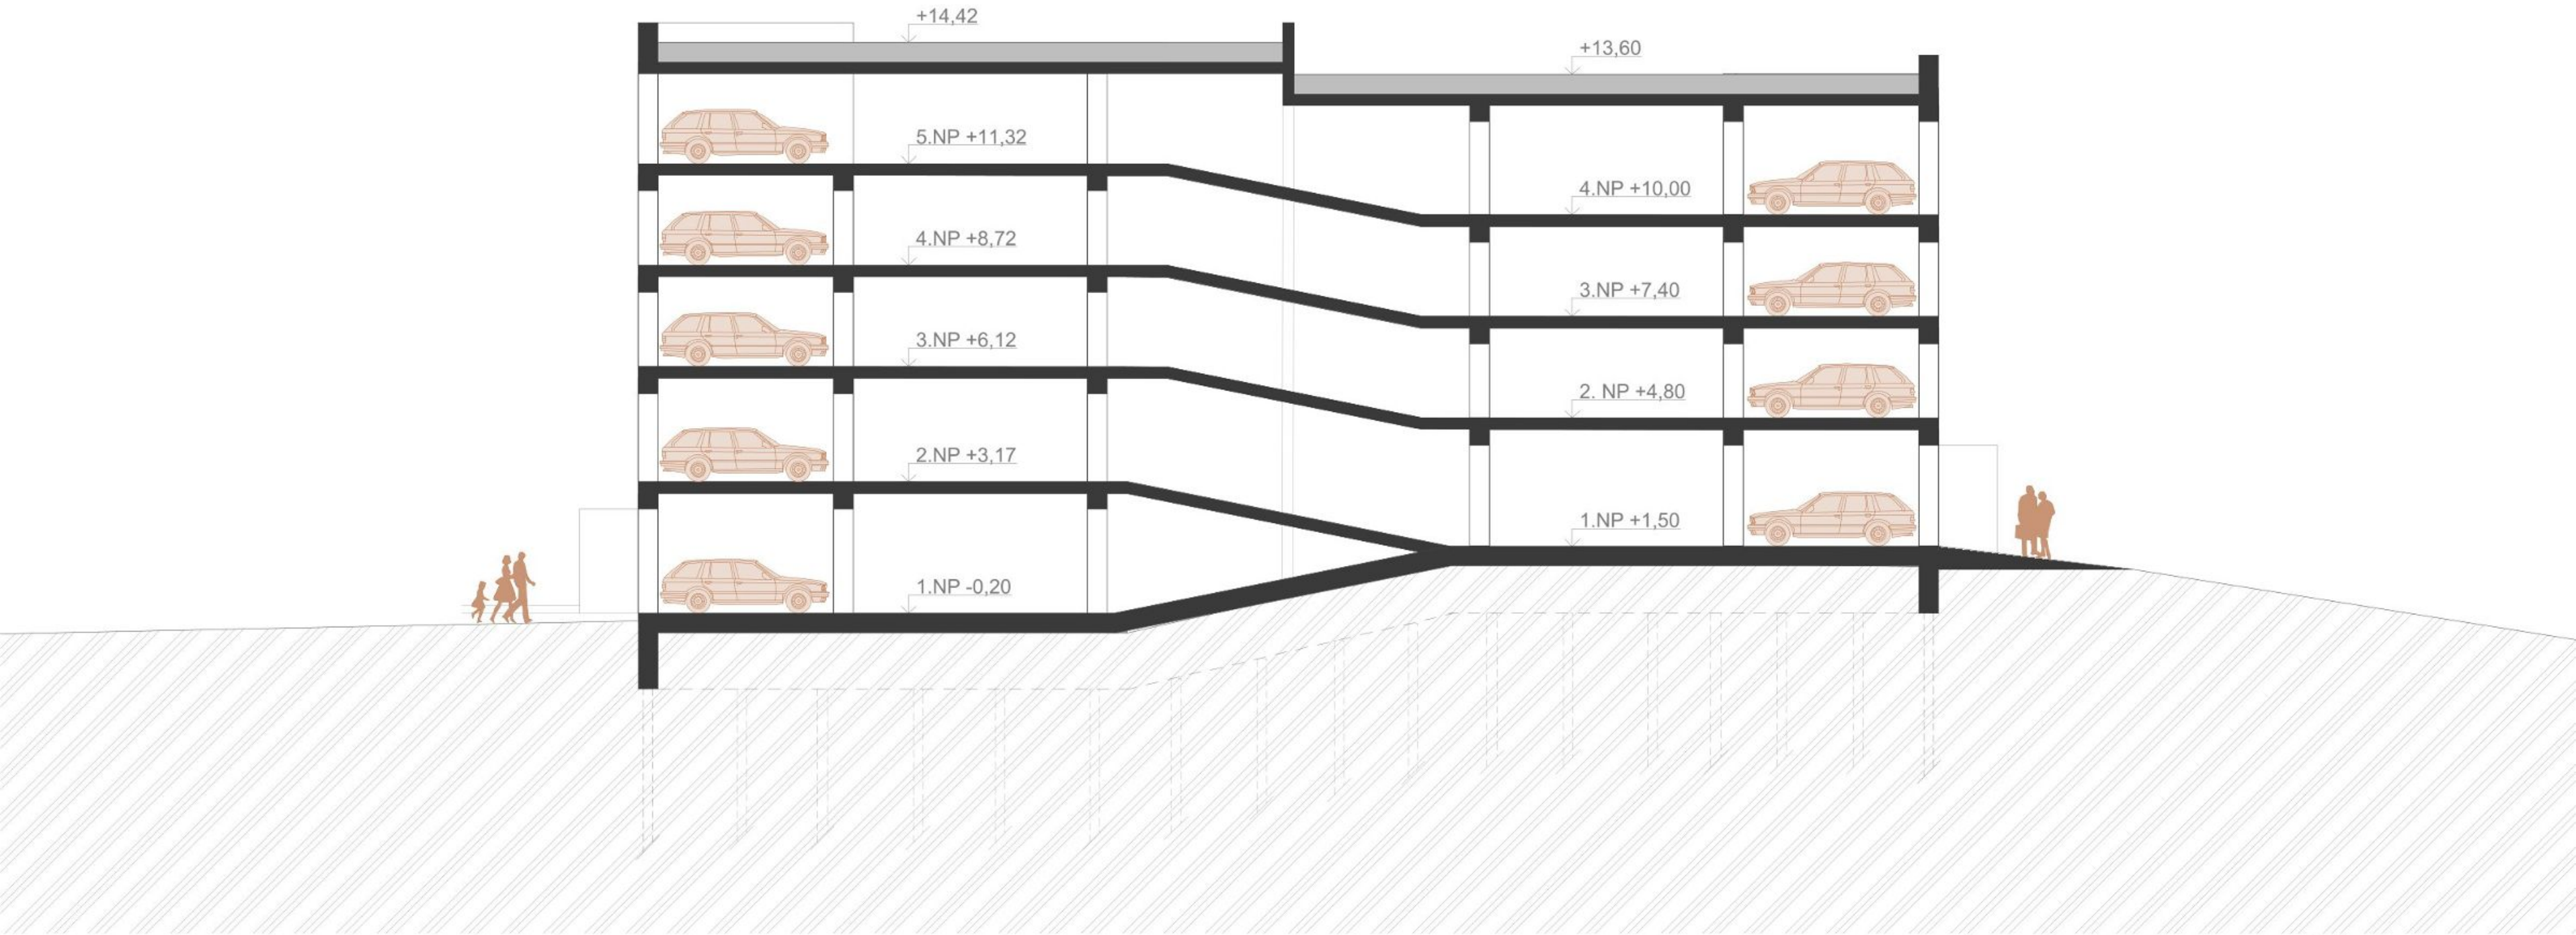 +14,42
+13,60
5.NP +11,32
4.NP +10,00
4.NP +8,72
3.NP +7,40
3.NP +6,12
2. NP +4,80
2.NP +3,17
1.NP +1,50
1.NP -0,20